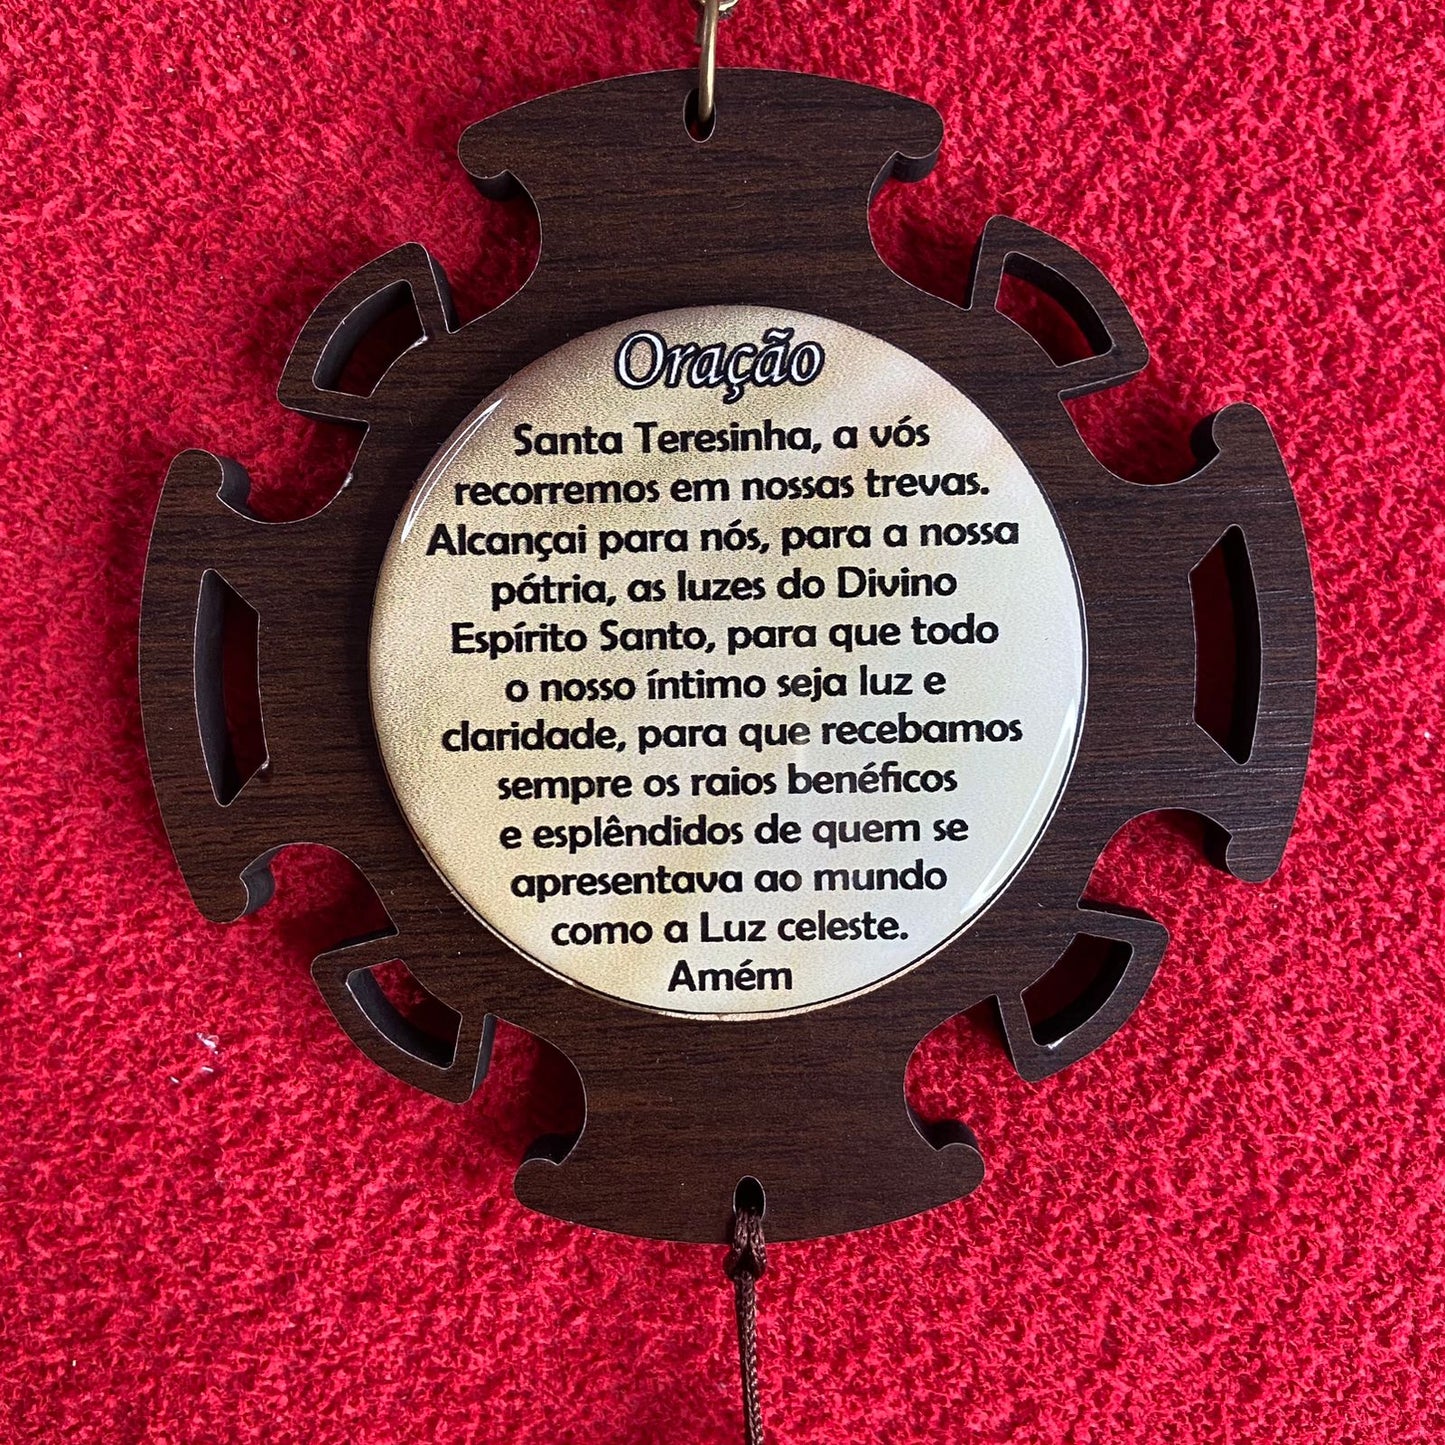 Oração
Santa Teresinha, a vós
recorremos em nossas trevas.
Alcançai para nós, para a nossa
pátria, as luzes do Divino
Espírito Santo, para que todo
o nosso íntimo seja luz e
claridade, para que recebamos
sempre os raios benéficos
e esplêndidos de quem se
apresentava ao mundo
como a Luz celeste.
Amém